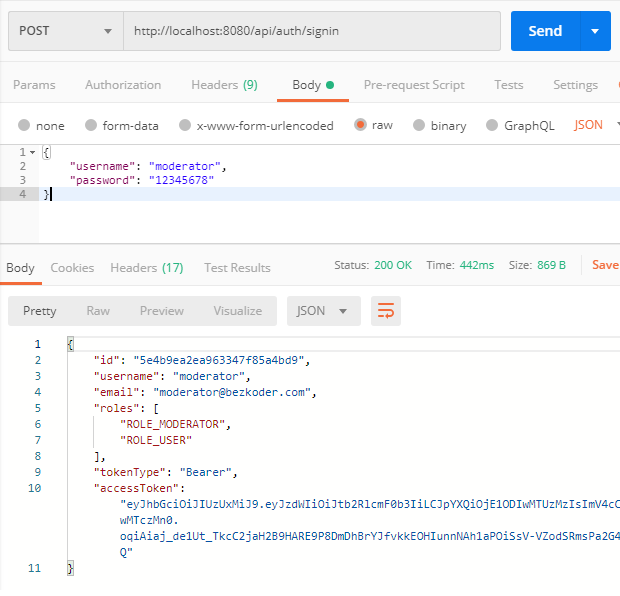 POST http://localhost:8080/api/auth/signin Send
Params Authorization Headers (9) Body Pre-request Script Tests Settings
none form-data x-www-form-urlencoded raw binary GraphQL JSON
1 {
2 "username": "moderator",
3 "password": "12345678"
4 }
Body Cookies Headers (17) Test Results Status: 200 OK Time: 442ms Size: 869 B Save
Pretty Raw Preview Visualize JSON
1 {
2 "id": "5e4b9ea2ea963347f85a4bd9",
3 "username": "moderator",
4 "email": "moderator@bezkoder.com",
5 "roles": [
6 "ROLE_MODERATOR",
7 "ROLE_USER"
8 ],
9 "tokenType": "Bearer",
10 "accessToken":
"eyJhbGciOiJIUzUxMiJ9.eyJzdWIiOiJtb2RlcmF0b3IiLCJpYXQiOjE1ODIwMTUzMzIsImV4cC
wMTczMn0.
oqiAiaj_de1Ut_TkcC2jaH2B9HARE9P8DmDhBrYJfvkkEOHIunnNAh1aPOiSsV-VZodSRmsPa2G4
Q"
11 }